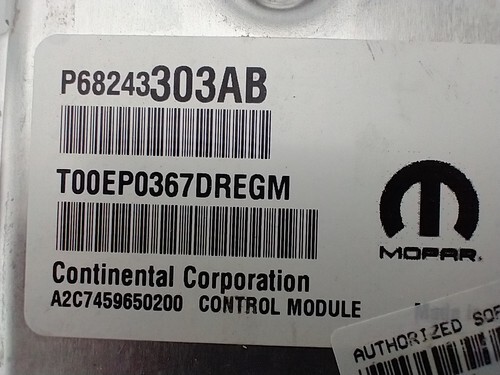 P68243303AB
T00EP0367DREGM
MOPAR
Continental Corporation
A2C7459650200 CONTROL MODULE
AUTHORIZED